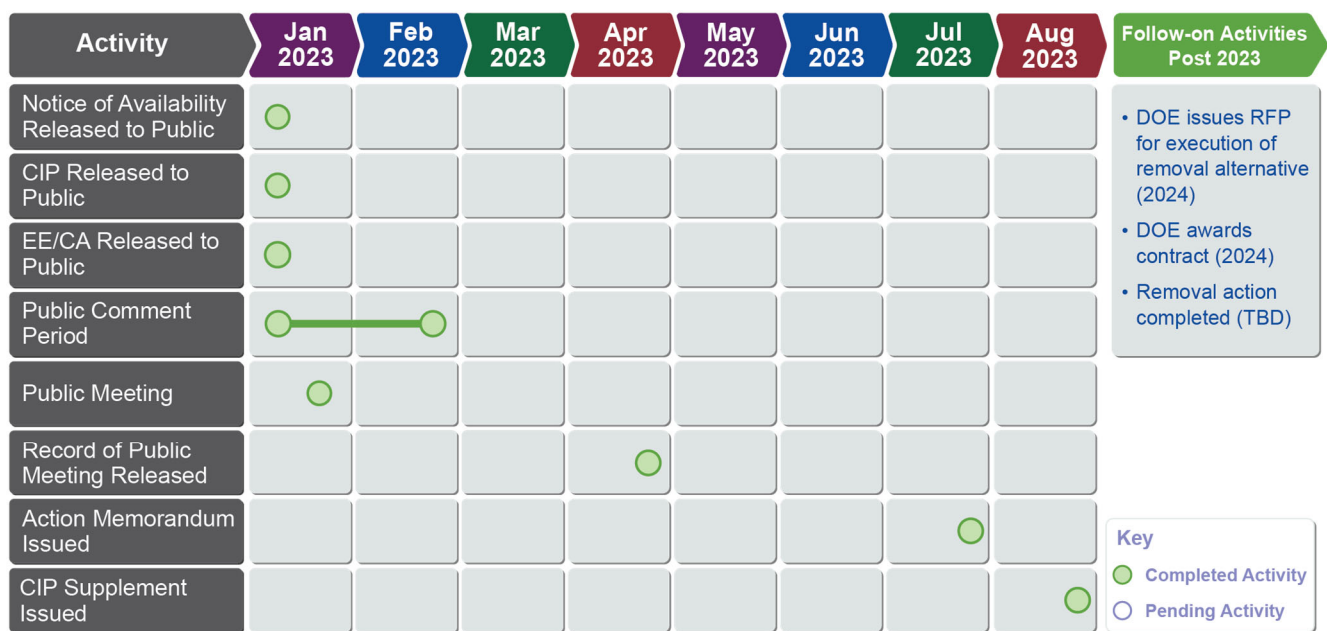 Activity
Jan
2023
Feb
2023
Mar
2023
Apr
2023
May
2023
Jun
2023
Jul
2023
Aug
2023
Follow-on Activities
Post 2023
Notice of Availability
Released to Public
CIP Released to
Public
EE/CA Released to
Public
Public Comment
Period
Public Meeting
Record of Public
Meeting Released
Action Memorandum
Issued
CIP Supplement
Issued
• DOE issues RFP
for execution of
removal alternative
(2024)
• DOE awards
contract (2024)
• Removal action
completed (TBD)
Key
Completed Activity
Pending Activity